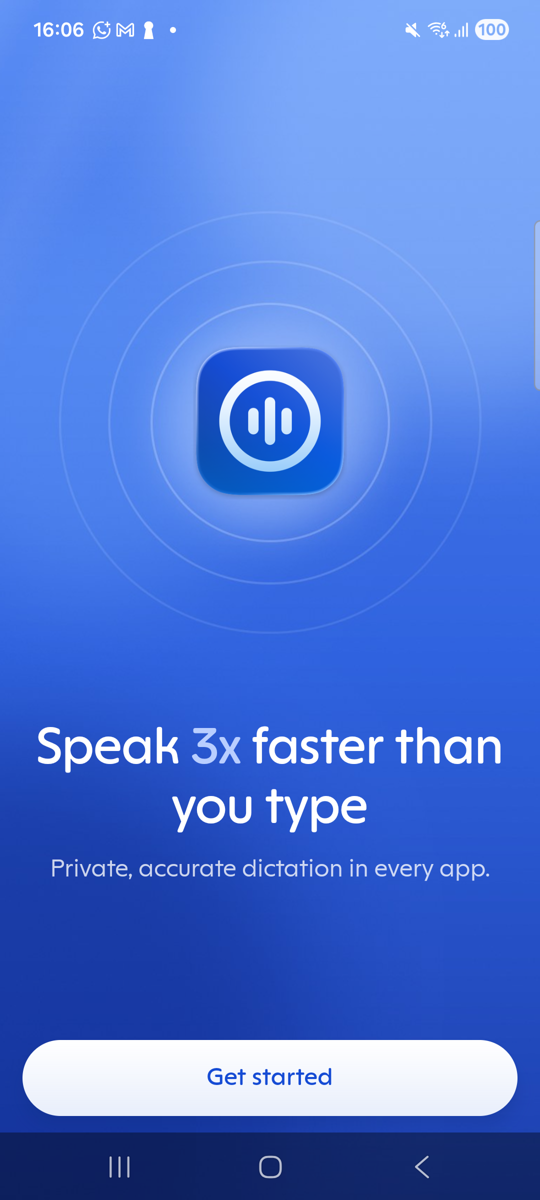 16:06
100
Speak 3x faster than
you type
Private, accurate dictation in every app.
Get started